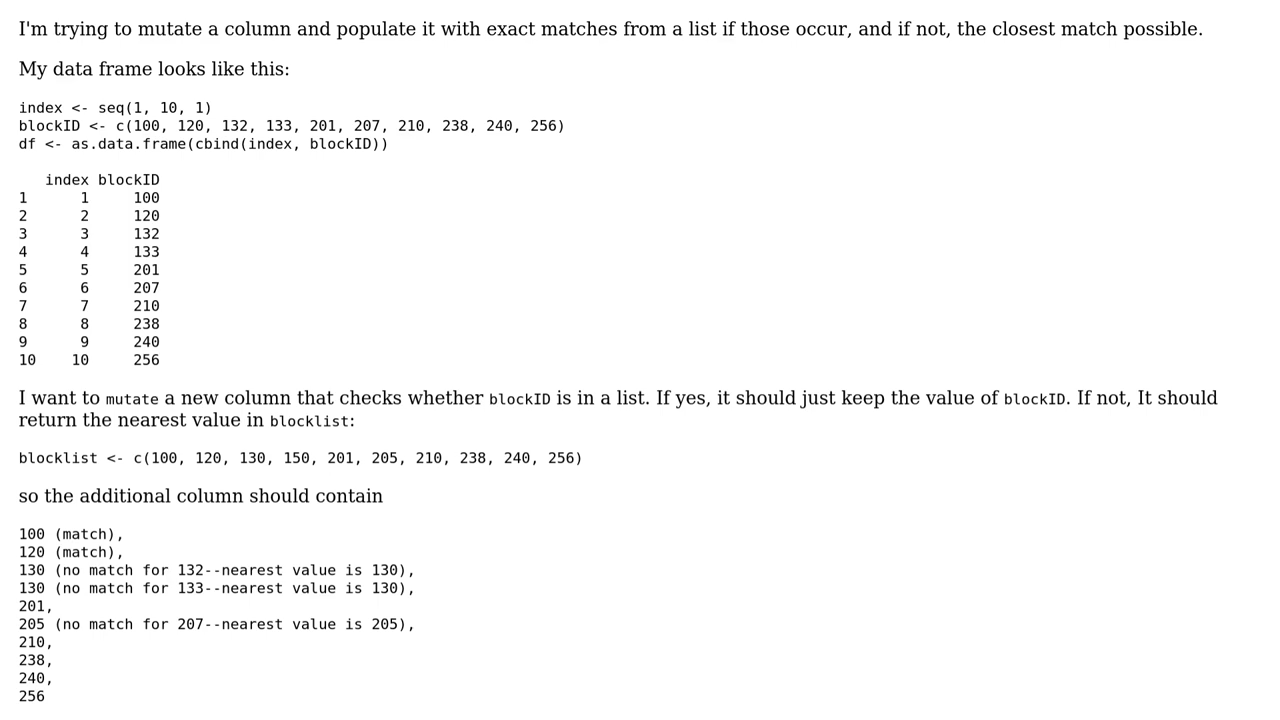 I'm trying to mutate a column and populate it with exact matches from a list if those occur, and if not, the closest match possible.
My data frame looks like this:
index <- seq(1, 10, 1)
blockID <- c(100, 120, 132, 133, 201, 207, 210, 238, 240, 256)
df <- as.data.frame(cbind(index, blockID))
   index blockID
1      1     100
2      2     120
3      3     132
4      4     133
5      5     201
6      6     207
7      7     210
8      8     238
9      9     240
10    10     256
I want to mutate a new column that checks whether blockID is in a list. If yes, it should just keep the value of blockID. If not, It should
return the nearest value in blocklist:
blocklist <- c(100, 120, 130, 150, 201, 205, 210, 238, 240, 256)
so the additional column should contain
100 (match),
120 (match),
130 (no match for 132--nearest value is 130),
130 (no match for 133--nearest value is 130),
201,
205 (no match for 207--nearest value is 205),
210,
238,
240,
256